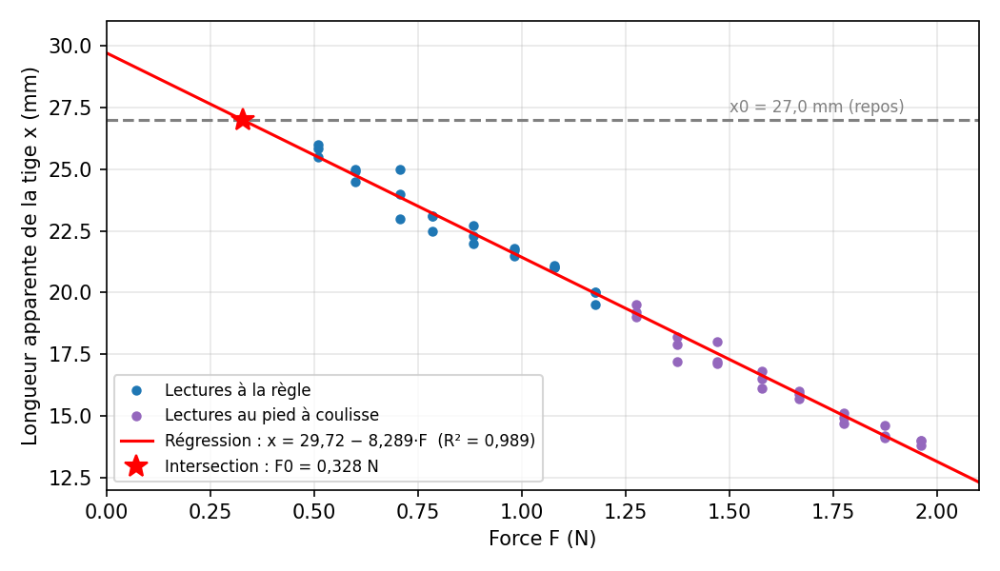 30.0
27.5
25.0
22.5
20.0
17.5
15.0
12.5
Longueur apparente de la tige x (mm)
x0 = 27,0 mm (repos)
Lectures à la règle
Lectures au pied à coulisse
Régression : x = 29,72 − 8,289·F (R² = 0,989)
Intersection : F0 = 0,328 N
0.00 0.25 0.50 0.75 1.00 1.25 1.50 1.75 2.00
Force F (N)